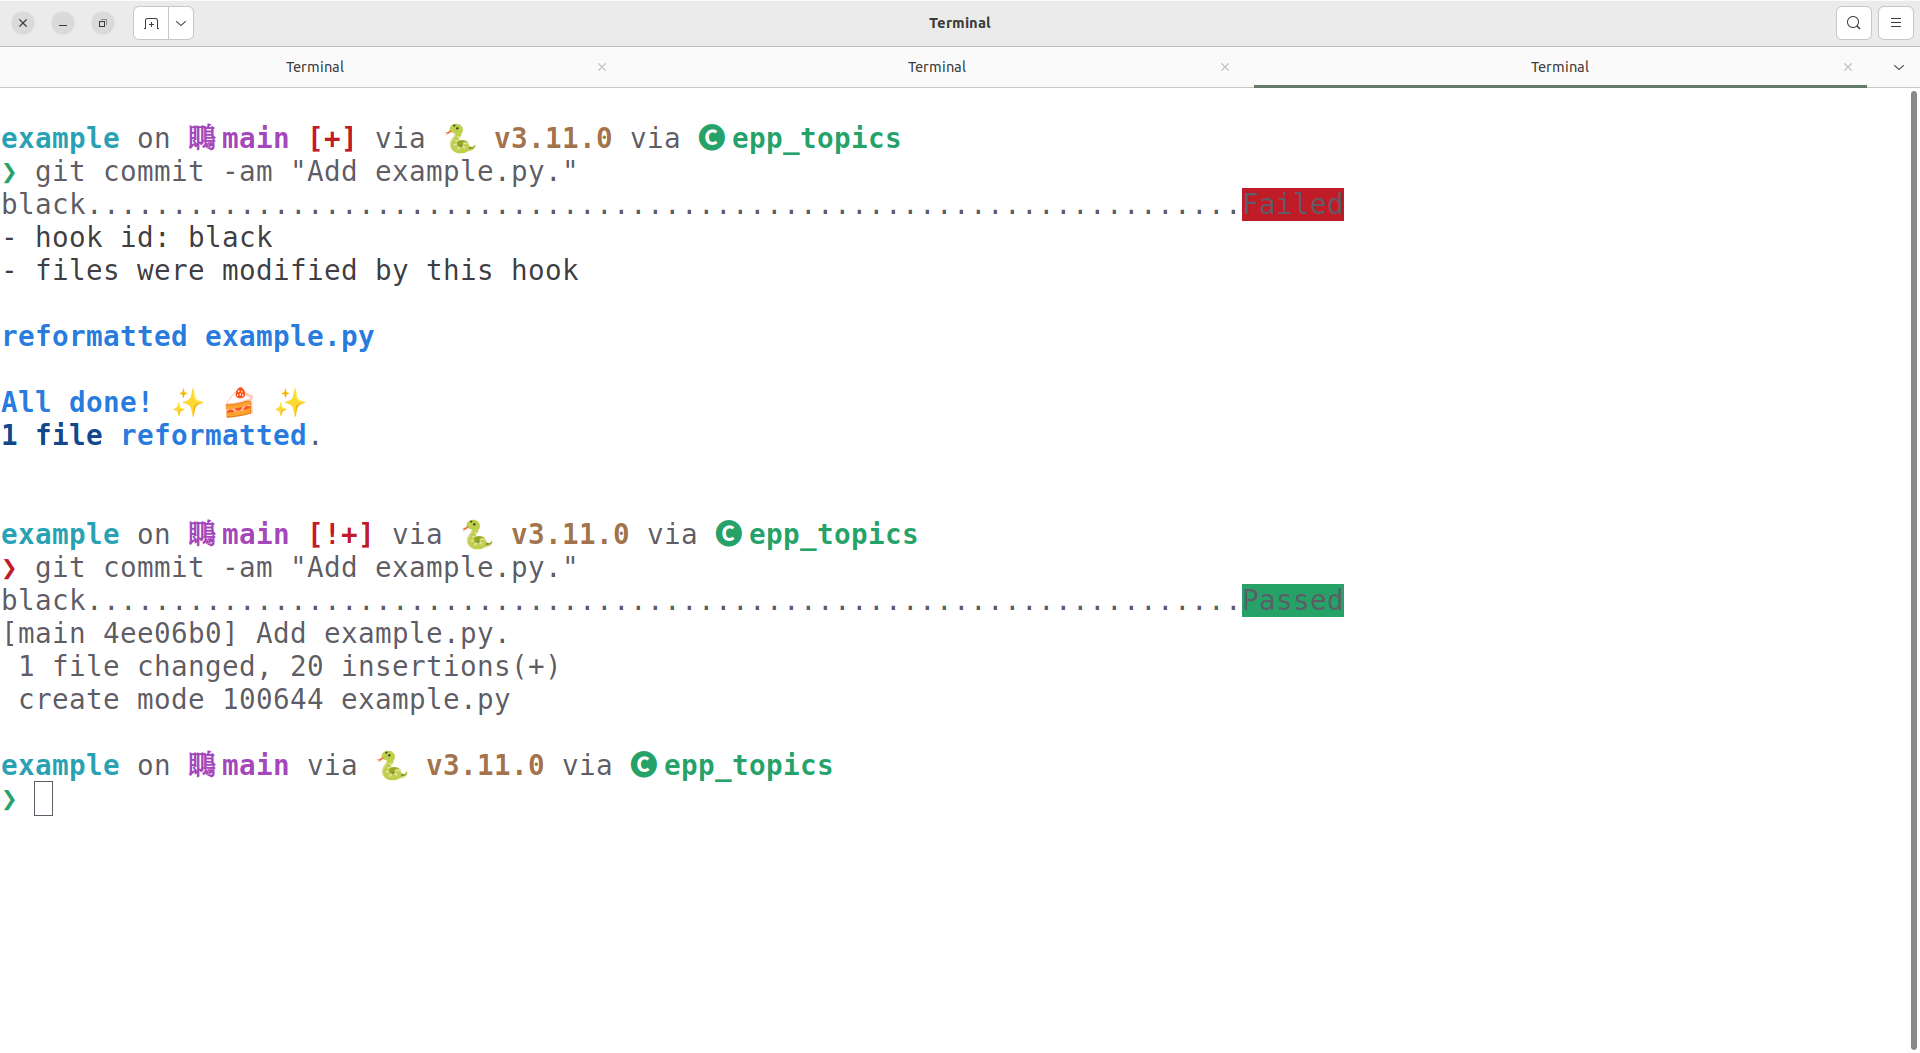 Terminal
Terminal Terminal Terminal
example on main [+] via 🐍 v3.11.0 via C epp_topics
❯ git commit -am "Add example.py."
black....................................................................Failed
- hook id: black
- files were modified by this hook
reformatted example.py
All done! ✨ 🍰 ✨
1 file reformatted.
example on main [!+] via 🐍 v3.11.0 via C epp_topics
❯ git commit -am "Add example.py."
black....................................................................Passed
[main 4ee06b0] Add example.py.
1 file changed, 20 insertions(+)
create mode 100644 example.py
example on main via 🐍 v3.11.0 via C epp_topics
❯